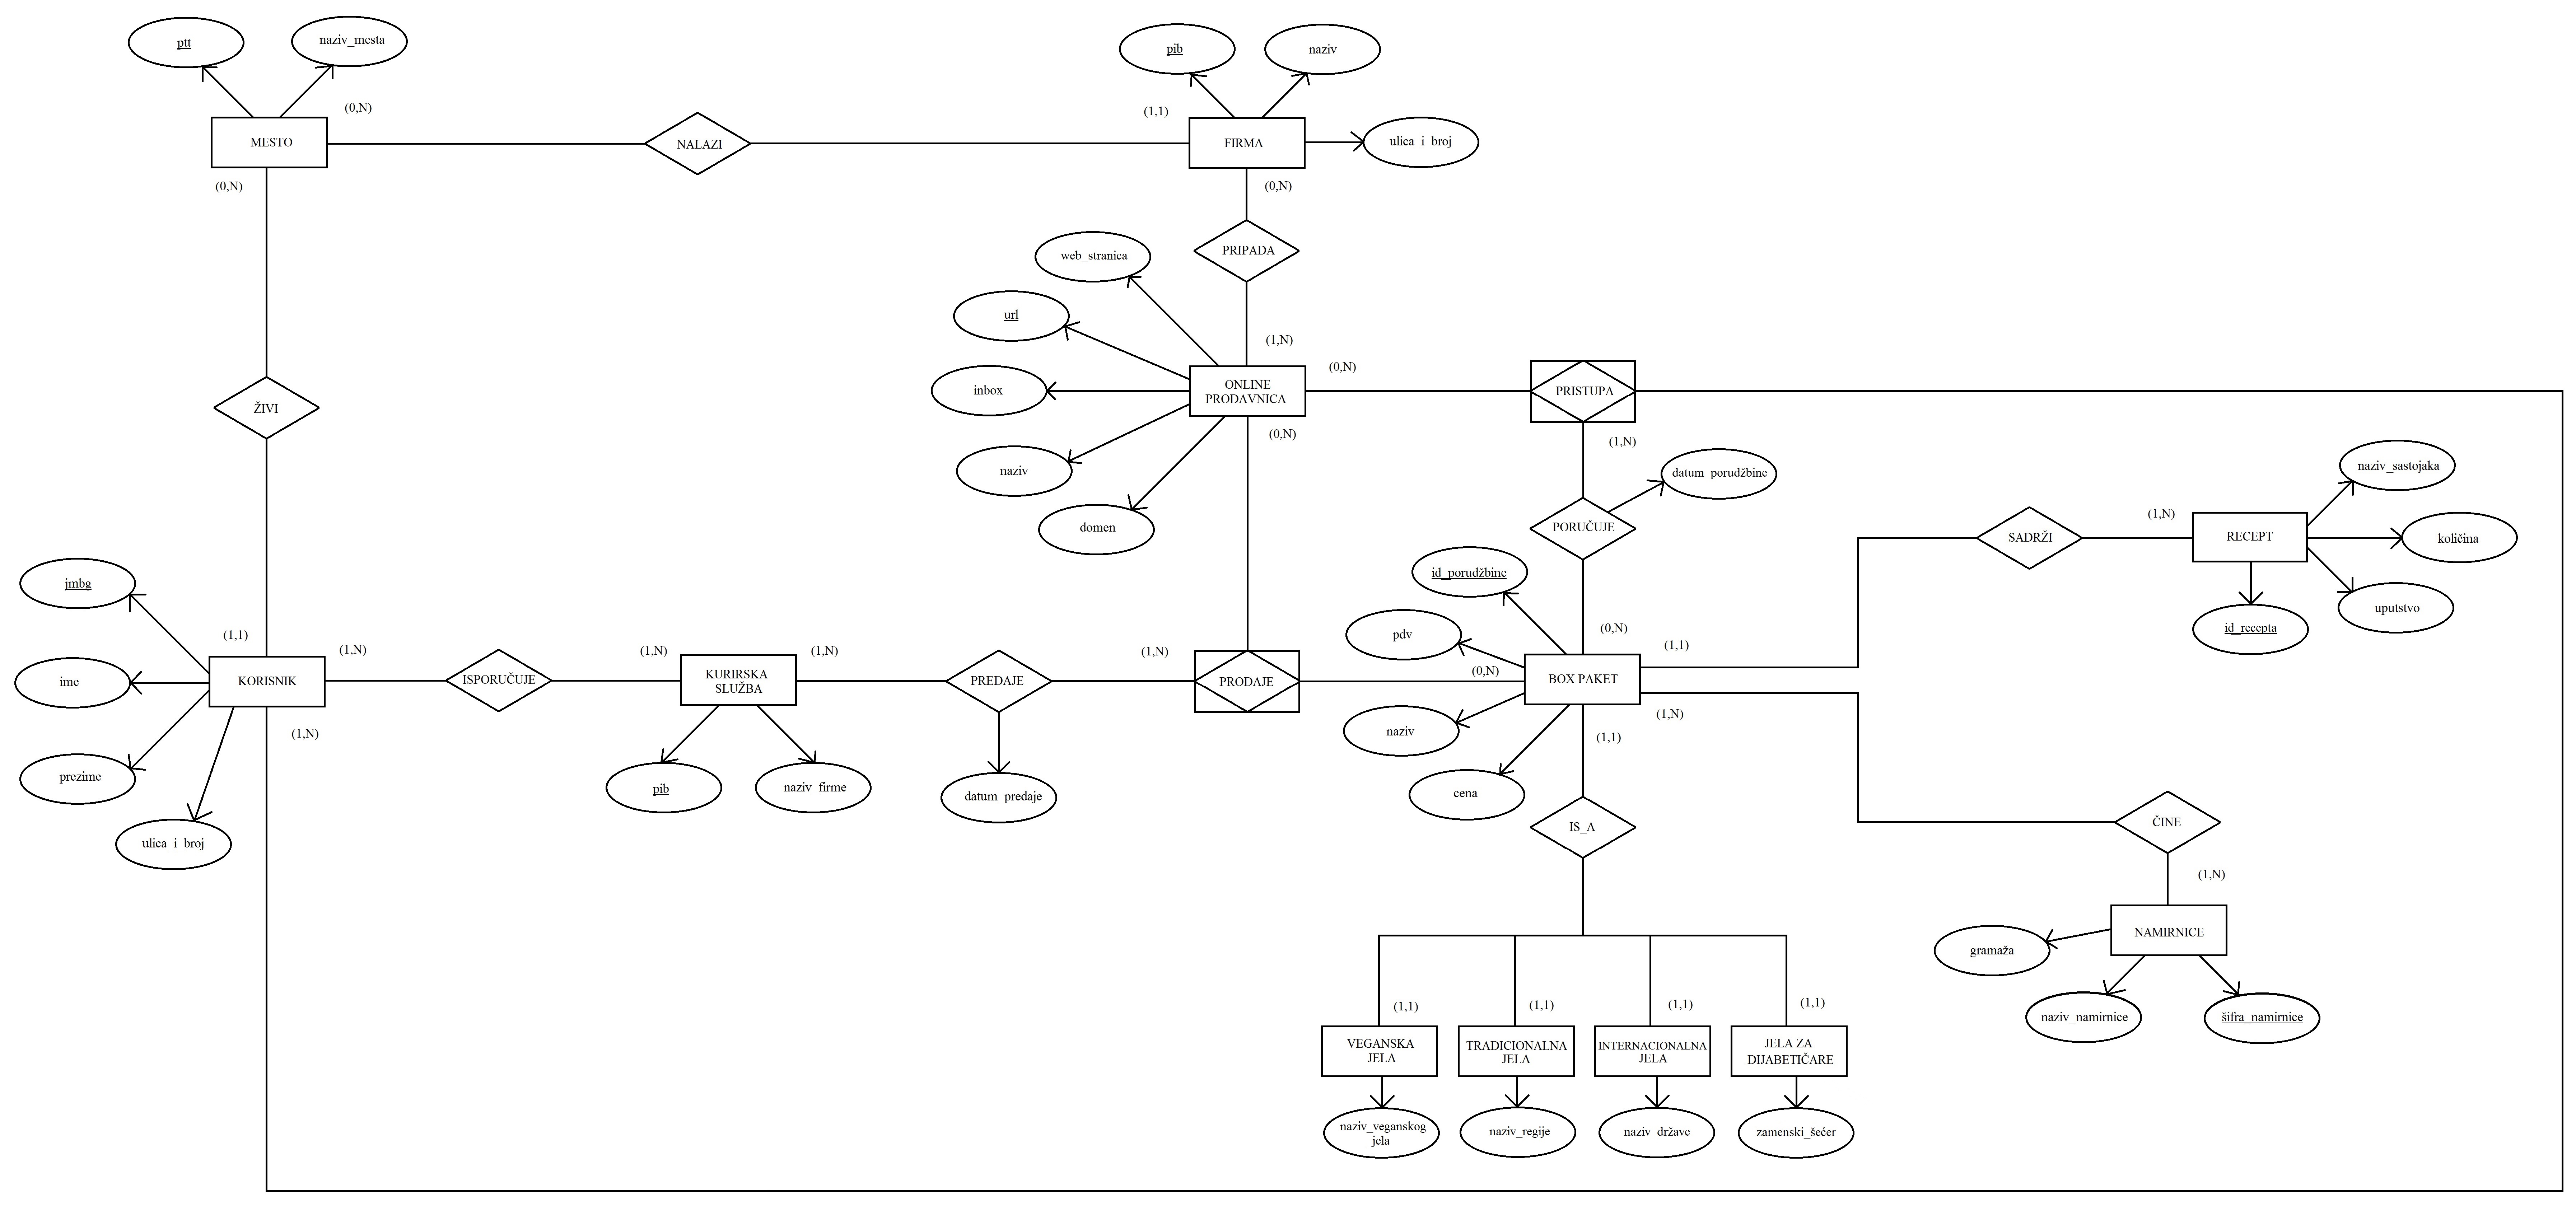 ptt
naziv_mesta
pib
naziv
(0,N)
(1,1)
MESTO
NALAZI
FIRMA
ulica_i_broj
(0,N)
(0,N)
PRIPADA
web_stranica
url
(1,N)
(0,N)
ONLINE
PRODAVNICA
PRISTUPA
inbox
ŽIVI
(0,N)
(1,N)
naziv
datum_porudžbine
naziv_sastojaka
domen
PORUČUJE
(1,N)
SADRŽI
RECEPT
količina
jmbg
id_porudžbine
uputstvo
(1,1)
pdv
(0,N)
id_recepta
(1,N)
(1,N)
(1,N)
(1,N)
(1,1)
ime
KORISNIK
ISPORUČUJE
KURIRSKA
SLUŽBA
PREDAJE
PRODAJE
(0,N)
BOX PAKET
(1,N)
naziv
(1,N)
(1,1)
prezime
pib
naziv_firme
datum_predaje
cena
ulica_i_broj
IS_A
ČINE
(1,N)
NAMIRNICE
gramaža
(1,1)
(1,1)
(1,1)
(1,1)
naziv_namirnice
šifra_namirnice
VEGANSKA
JELA
TRADICIONALNA
JELA
INTERNACIONALNA
JELA
JELA ZA
DIJABETIČARE
naziv_veganskog
_jela
naziv_regije
naziv_države
zamenski_šećer